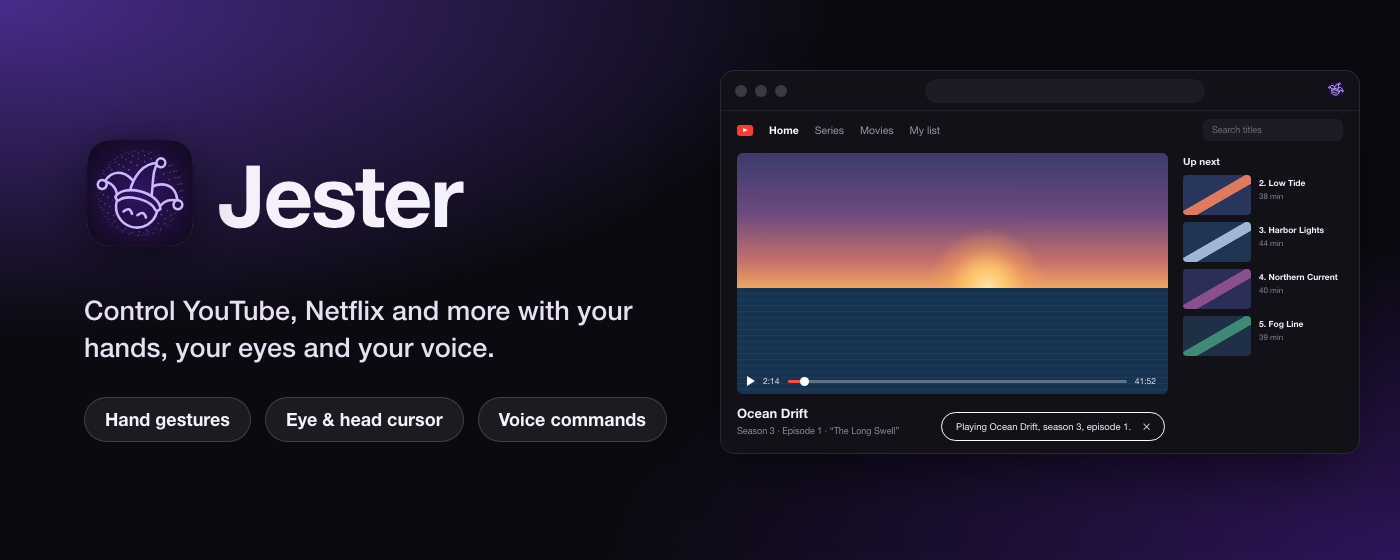 Jester
Control YouTube, Netflix and more with your
hands, your eyes and your voice.
Hand gestures
Eye & head cursor
Voice commands
Home Series Movies My list
Search titles
2:14
41:52
Ocean Drift
Season 3 · Episode 1 · “The Long Swell”
Playing Ocean Drift, season 3, episode 1.
Up next
2. Low Tide
38 min
3. Harbor Lights
44 min
4. Northern Current
40 min
5. Fog Line
39 min